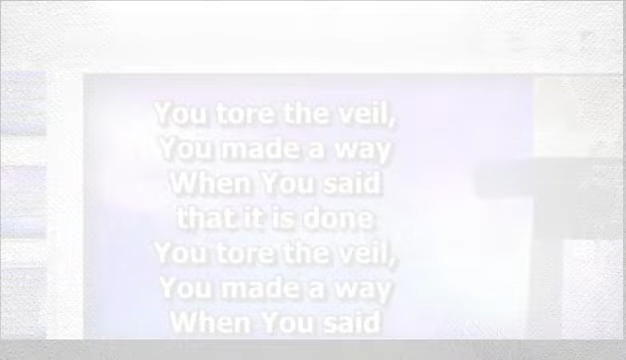 You tore the veil,
You made a way
When You said
that it is done
You tore the veil,
You made a way
When You said